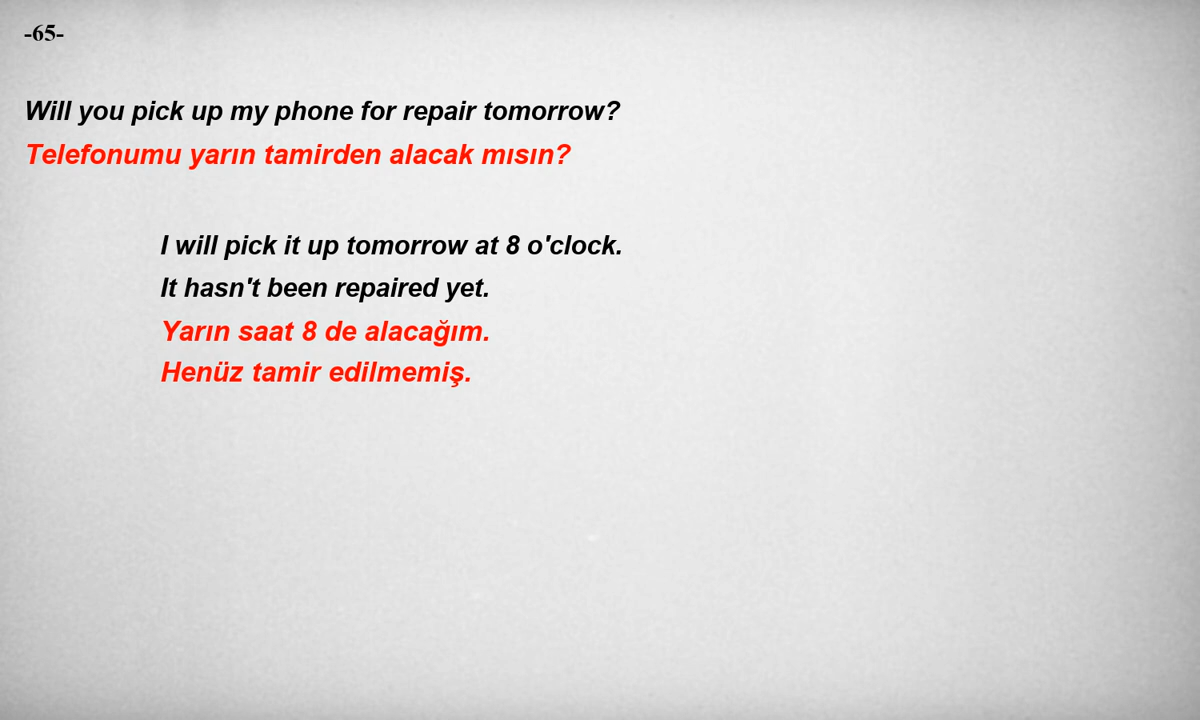 -65-
Will you pick up my phone for repair tomorrow?
Telefonumu yarın tamirden alacak mısın?
I will pick it up tomorrow at 8 o'clock.
It hasn't been repaired yet.
Yarın saat 8 de alacağım.
Henüz tamir edilmemiş.